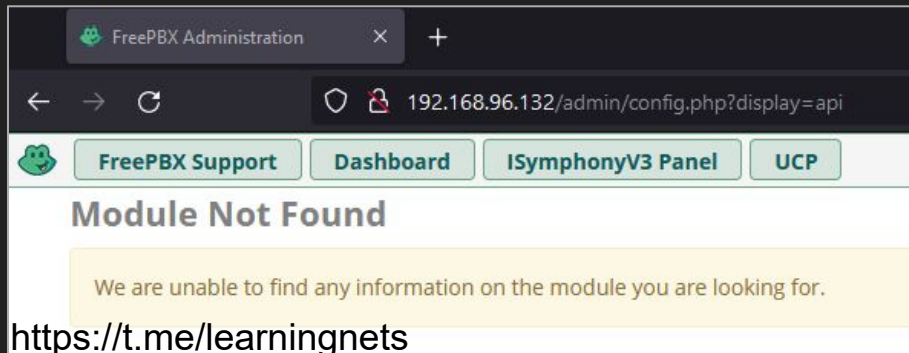 FreePBX Administration
192.168.96.132/admin/config.php?display=api
FreePBX Support Dashboard ISymphonyV3 Panel UCP
Module Not Found
We are unable to find any information on the module you are looking for.
https://t.me/learningnets